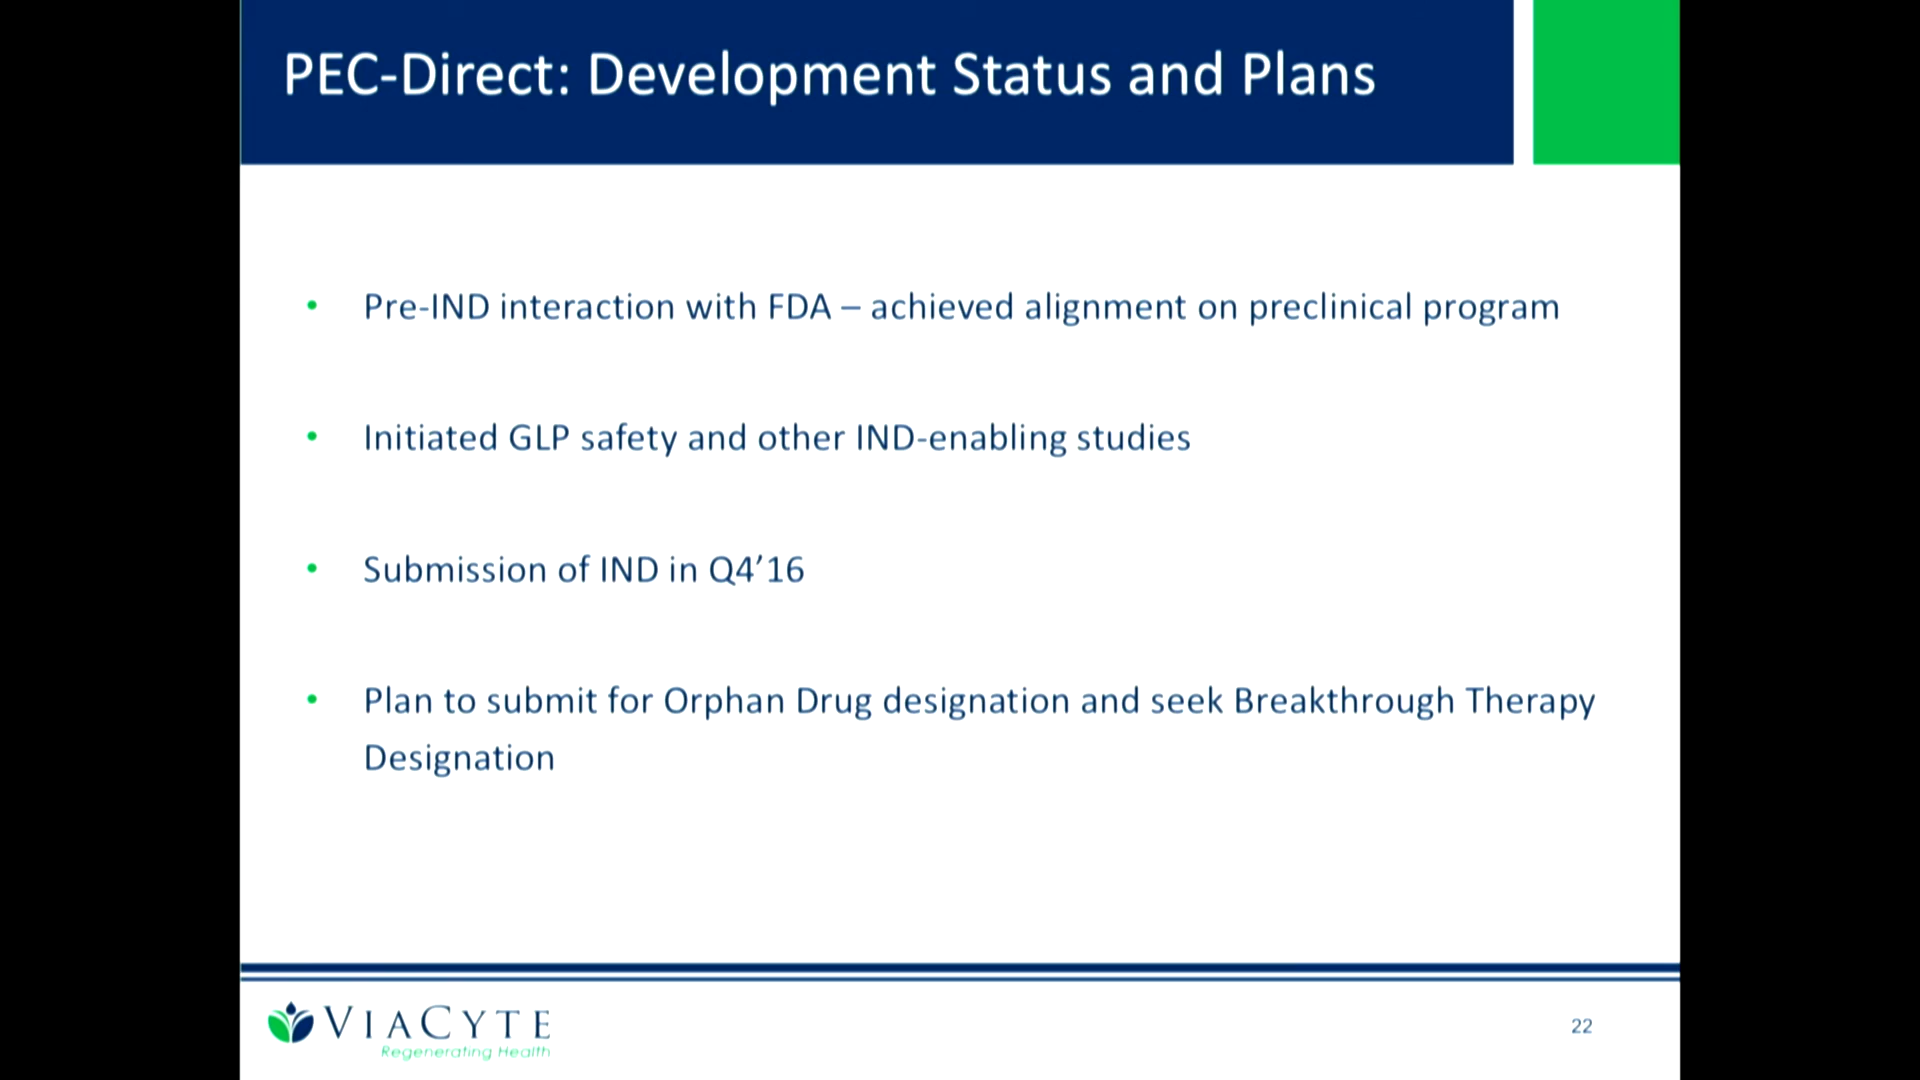 PEC-Direct: Development Status and Plans
• Pre-IND interaction with FDA – achieved alignment on preclinical program
• Initiated GLP safety and other IND-enabling studies
• Submission of IND in Q4’16
• Plan to submit for Orphan Drug designation and seek Breakthrough Therapy
Designation
VIACYTE
Regenerating Health
22